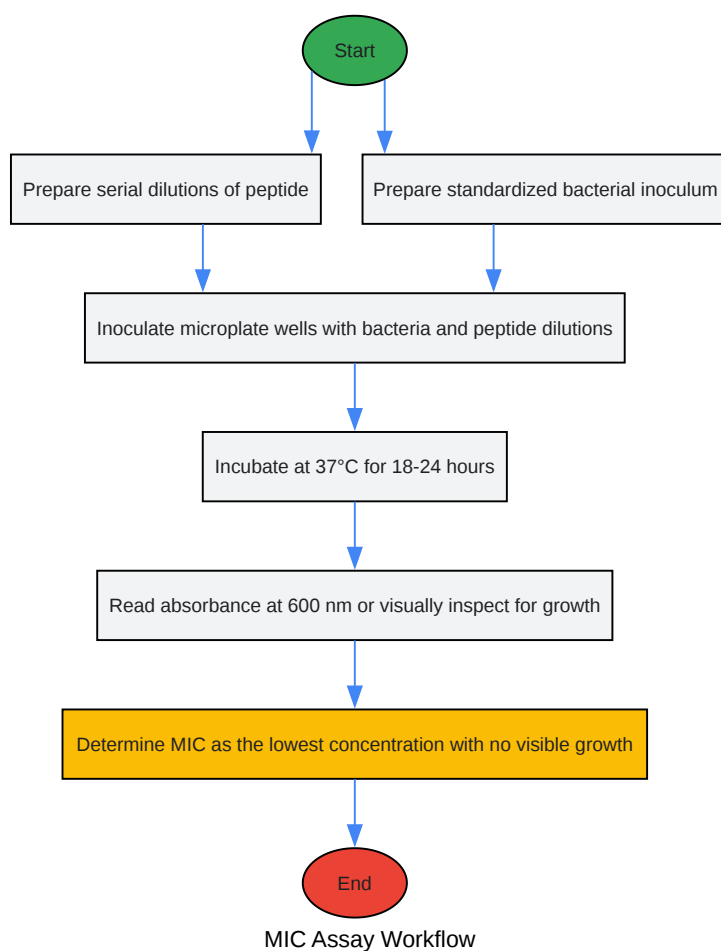 Start
Prepare serial dilutions of peptide
Prepare standardized bacterial inoculum
Inoculate microplate wells with bacteria and peptide dilutions
Incubate at 37°C for 18-24 hours
Read absorbance at 600 nm or visually inspect for growth
Determine MIC as the lowest concentration with no visible growth
End
MIC Assay Workflow